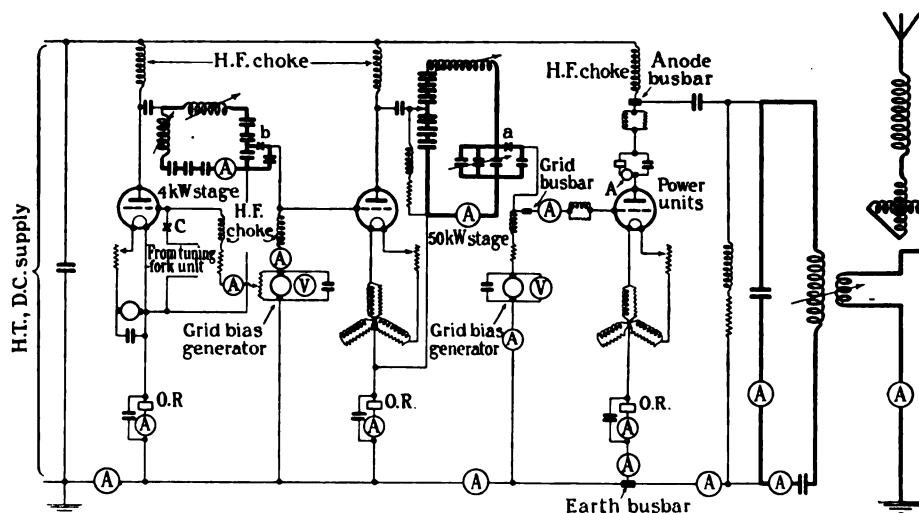 H.F. choke
H.F. choke
Anode
busbar
b
a
Grid
busbar
A
A
A
4kW stage
H.F.
choke
50kW stage
A
Power
units
C
From tuning
-fork unit
A
A
V
V
Grid bias
generator
Grid bias
generator
A
H.T., D.C. supply
O.R
O.R.
O.R.
A
A
A
A
A
A
A
A
A
A
Earth busbar